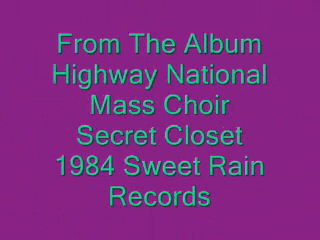 From The Album
Highway National
Mass Choir
Secret Closet
1984 Sweet Rain
Records